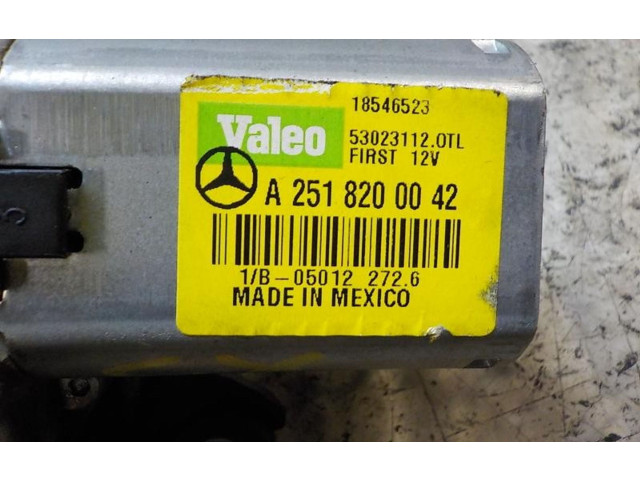 18546523
Valeo
53023112.OTL
FIRST 12V
A 251 820 00 42
1/B-05012 272.6
MADE IN MEXICO